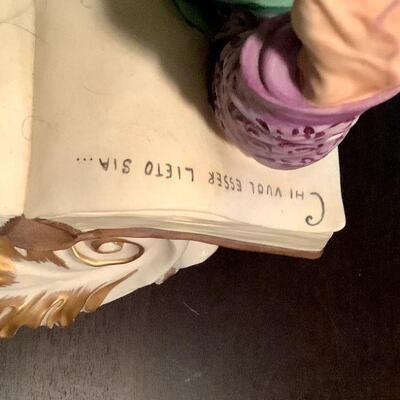 CHI VUOL ESSER LIETO SIA...